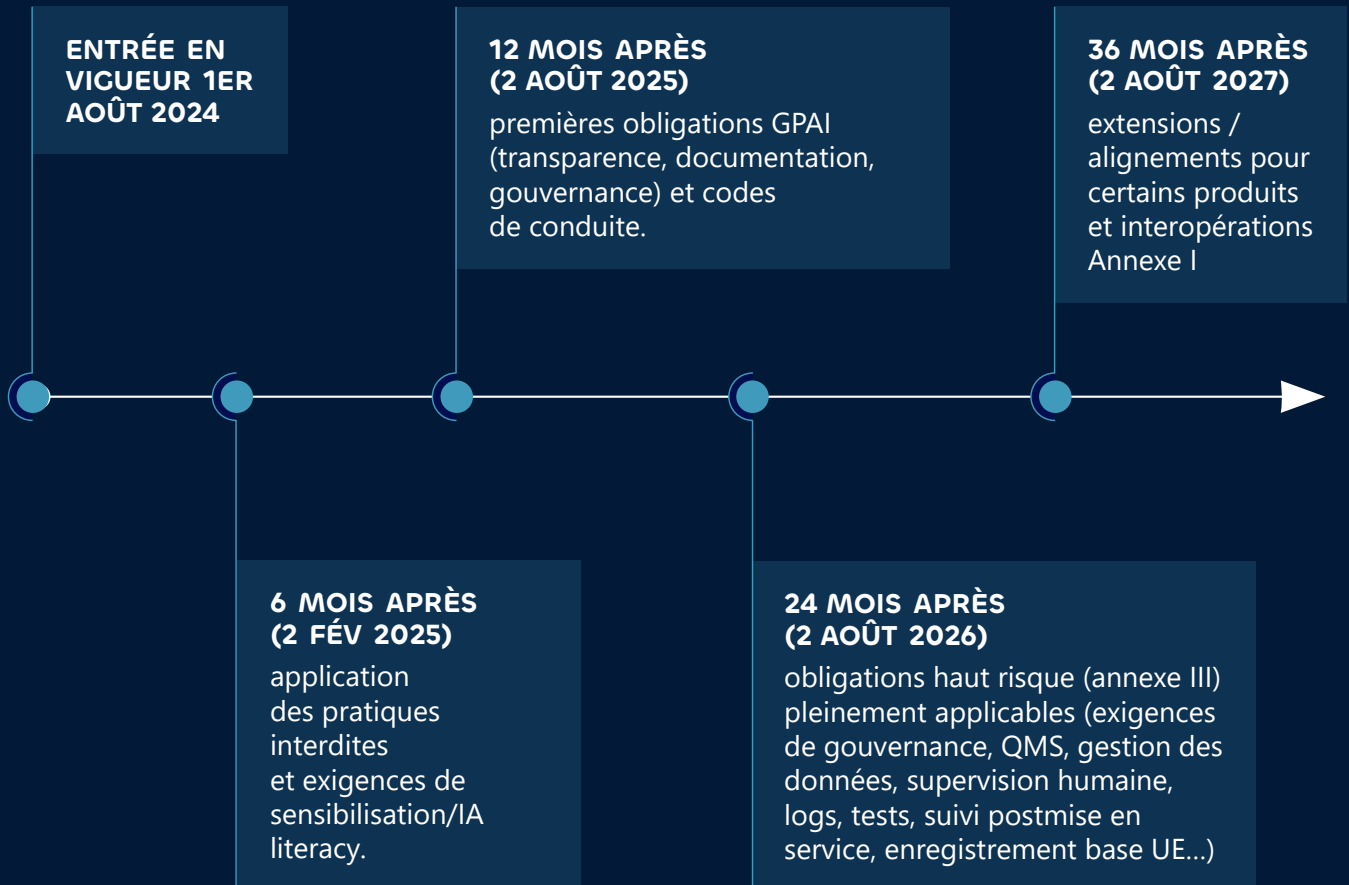 ENTRÉE EN
VIGUEUR 1ER
AOÛT 2024
6 MOIS APRÈS
(2 FÉV 2025)
application
des pratiques
interdites
et exigences de
sensibilisation/IA
literacy.
12 MOIS APRÈS
(2 AOÛT 2025)
premières obligations GPAI
(transparence, documentation,
gouvernance) et codes
de conduite.
24 MOIS APRÈS
(2 AOÛT 2026)
obligations haut risque (annexe III)
pleinement applicables (exigences
de gouvernance, QMS, gestion des
données, supervision humaine,
logs, tests, suivi postmise en
service, enregistrement base UE...)
36 MOIS APRÈS
(2 AOÛT 2027)
extensions /
alignements pour
certains produits
et interopérations
Annexe I